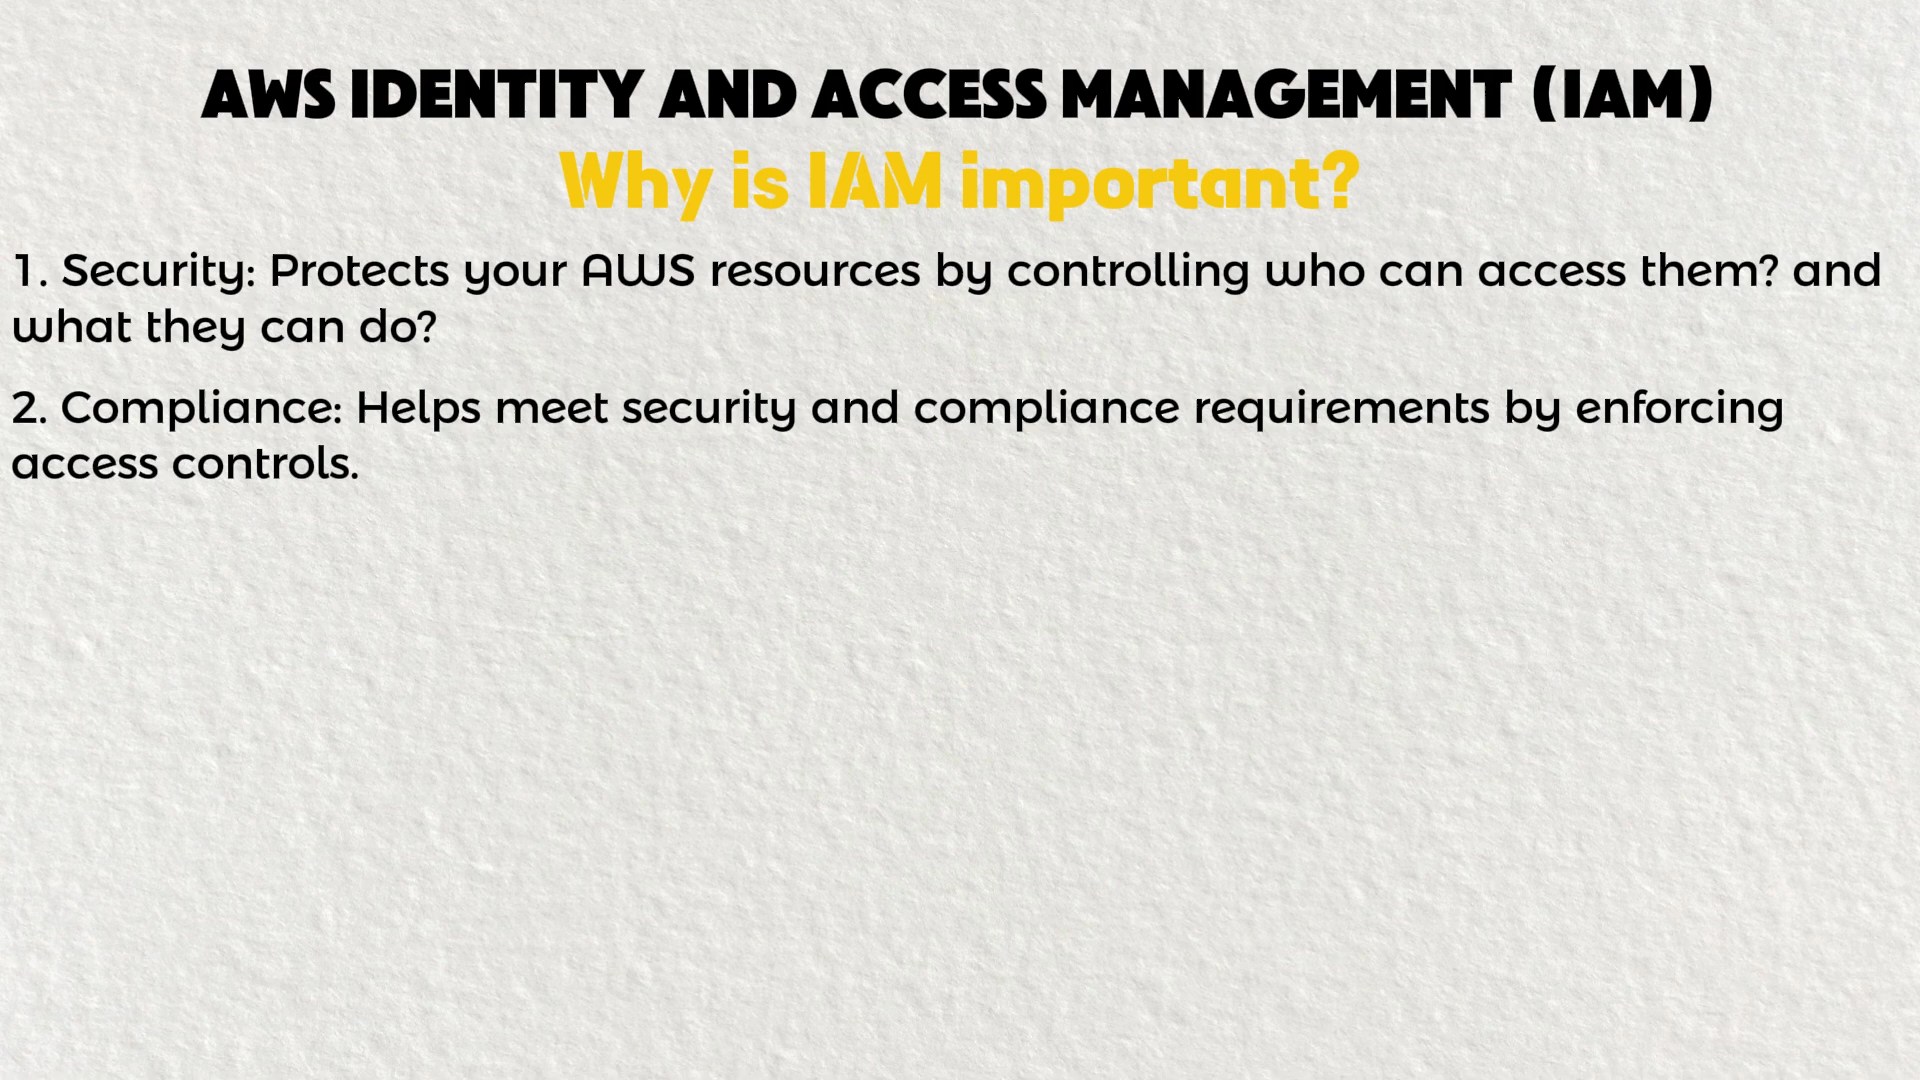 AWS IDENTITY AND ACCESS MANAGEMENT (IAM)
Why is IAM important?
1. Security: Protects your AWS resources by controlling who can access them? and
what they can do?
2. Compliance: Helps meet security and compliance requirements by enforcing
access controls.